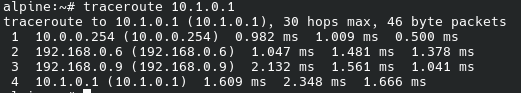 alpine:~# traceroute 10.1.0.1
traceroute to 10.1.0.1 (10.1.0.1), 30 hops max, 46 byte packets
 1  10.0.0.254 (10.0.0.254)  0.982 ms  1.009 ms  0.500 ms
 2  192.168.0.6 (192.168.0.6)  1.047 ms  1.481 ms  1.378 ms
 3  192.168.0.9 (192.168.0.9)  2.132 ms  1.561 ms  1.041 ms
 4  10.1.0.1 (10.1.0.1)  1.609 ms  2.348 ms  1.666 ms
alpine:~#